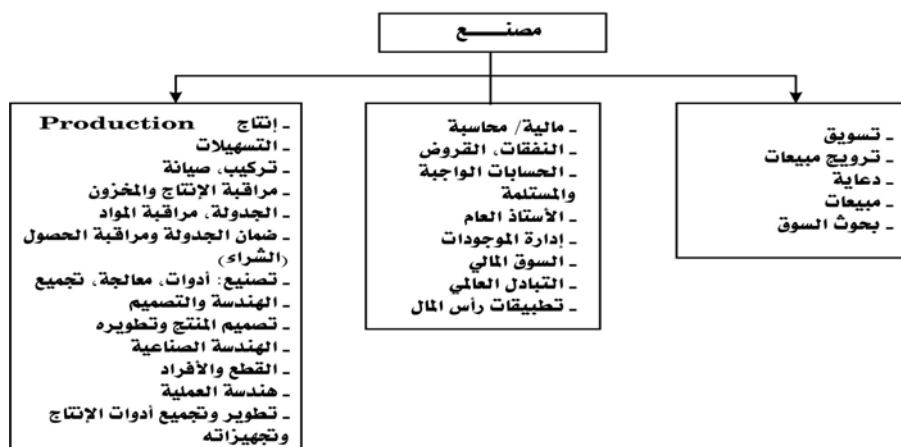 مصنـــــع
ـ تسويق
ـ ترويج مبيعات
ـ دعاية
ـ مبيعات
ـ بحوث السوق
ـ مالية/ محاسبة
ـ النفقات، القروض
ـ الحسابات الواجبة
والمستلمة
ـ الأستاذ العام
ـ إدارة الموجودات
ـ السوق المالي
ـ التبادل العالمي
ـ تطبيقات رأس المال
ـ إنتاج Production
ـ التسهيلات
ـ تركيب، صيانة
ـ مراقبة الإنتاج والمخزون
ـ الجدولة، مراقبة المواد
ـ ضمان الجدولة ومراقبة الحصول
(الشراء)
ـ تصنيع: أدوات، معالجة، تجميع
ـ الهندسة والتصميم
ـ تصميم المنتج وتطويره
ـ الهندسة الصناعية
ـ القطع والأفراد
ـ هندسة العملية
ـ تطوير وتجميع أدوات الإنتاج
وتجهيزاته